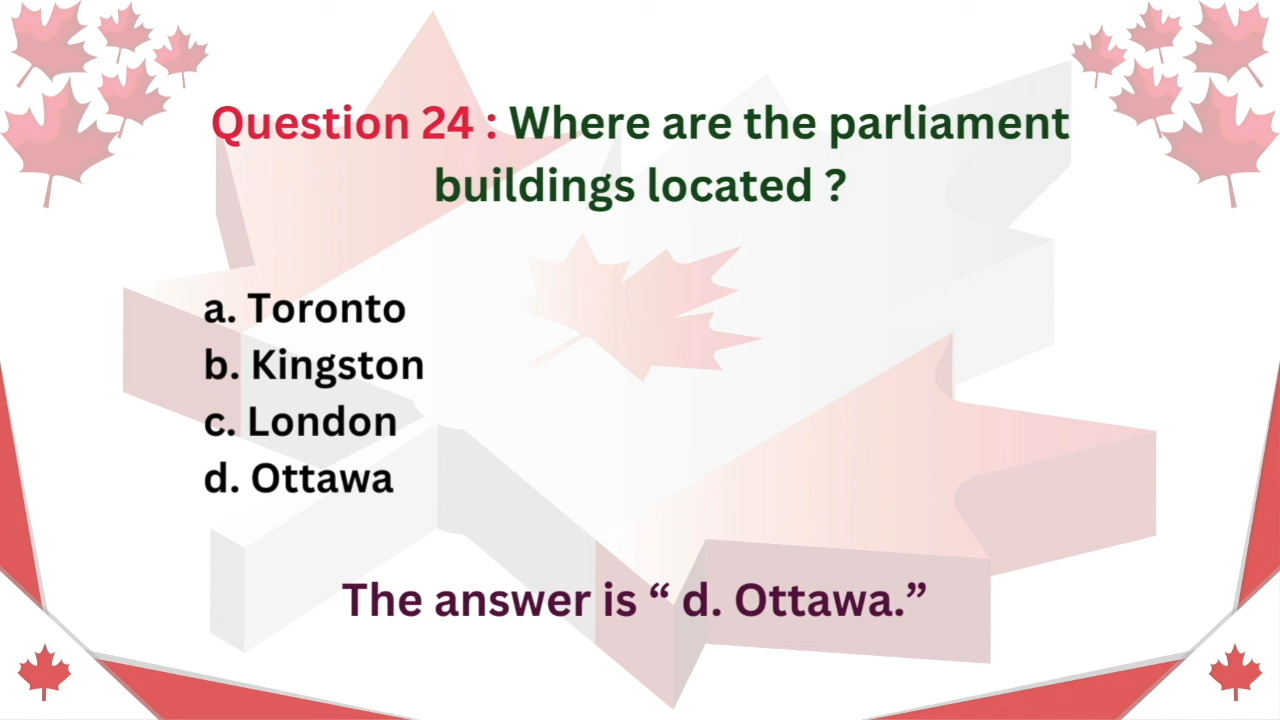 Question 24 : Where are the parliament
buildings located ?
a. Toronto
b. Kingston
c. London
d. Ottawa
The answer is “ d. Ottawa.”